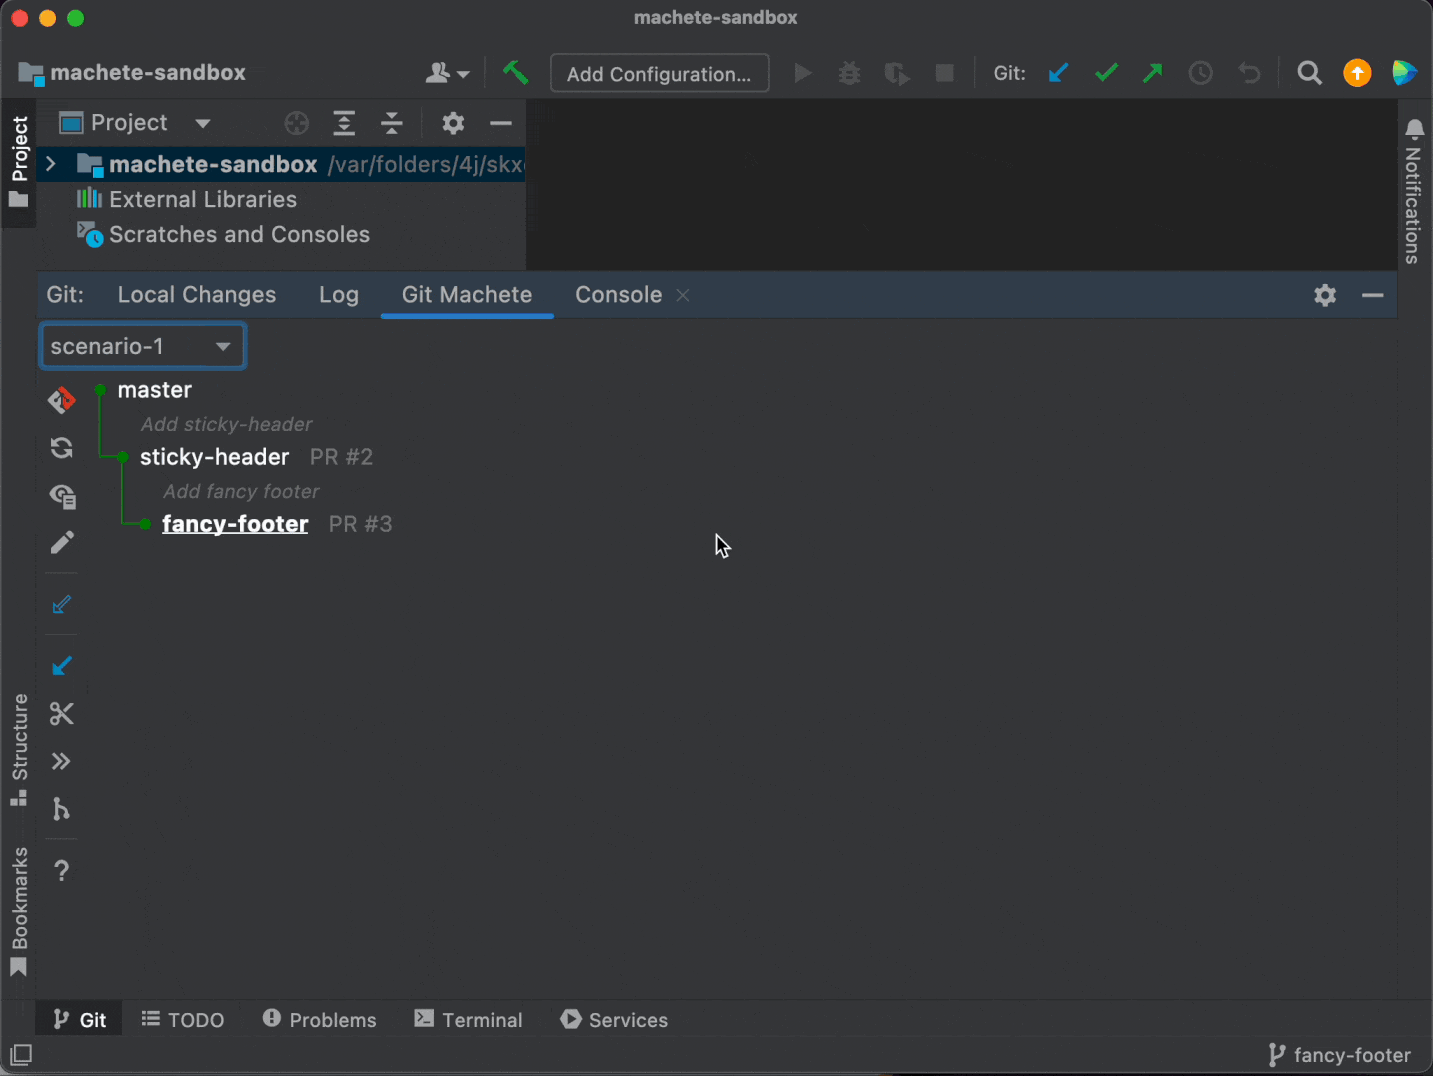 machete-sandbox
machete-sandbox
Add Configuration...
Git:
Project
Project
machete-sandbox /var/folders/4j/skx
External Libraries
Scratches and Consoles
Notifications
Git: Local Changes Log Git Machete Console
scenario-1
master
Add sticky-header
sticky-header PR #2
Add fancy footer
fancy-footer PR #3
?
Structure
Bookmarks
Git TODO Problems Terminal Services
fancy-footer